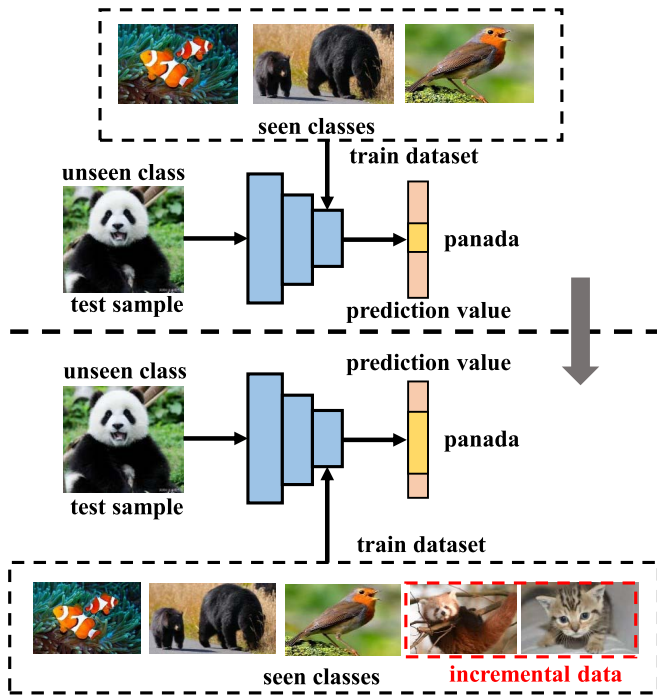 seen classes
train dataset
unseen class
panada
test sample
prediction value
prediction value
unseen class
panada
test sample
train dataset
seen classes
incremental data